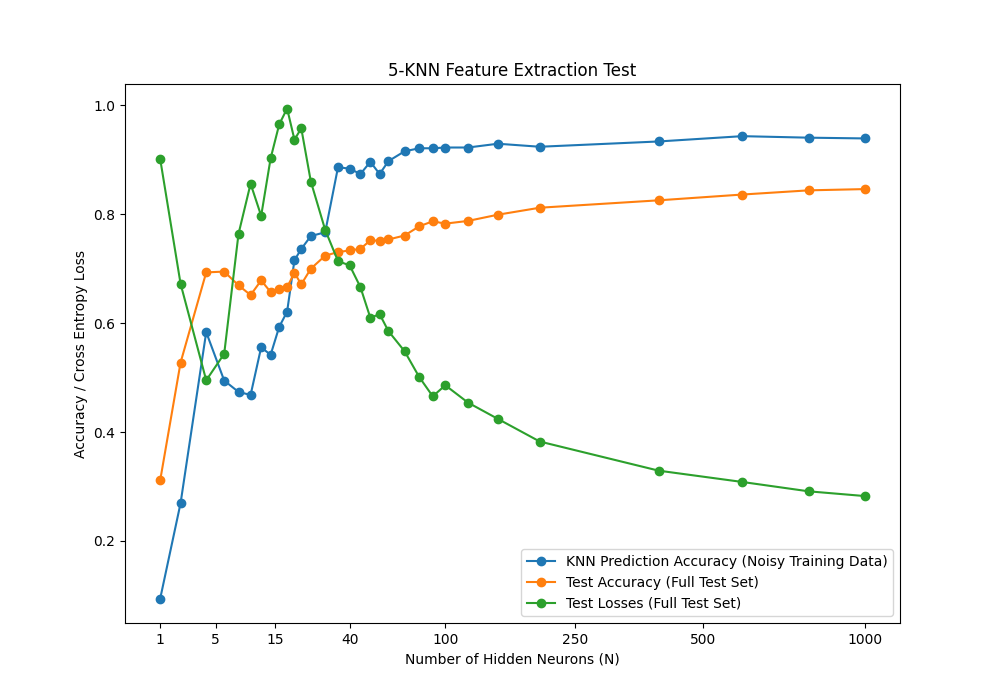 5-KNN Feature Extraction Test
1.0
0.8
0.6
0.4
0.2
Accuracy / Cross Entropy Loss
KNN Prediction Accuracy (Noisy Training Data)
Test Accuracy (Full Test Set)
Test Losses (Full Test Set)
1 5 15 40 100 250 500 1000
Number of Hidden Neurons (N)